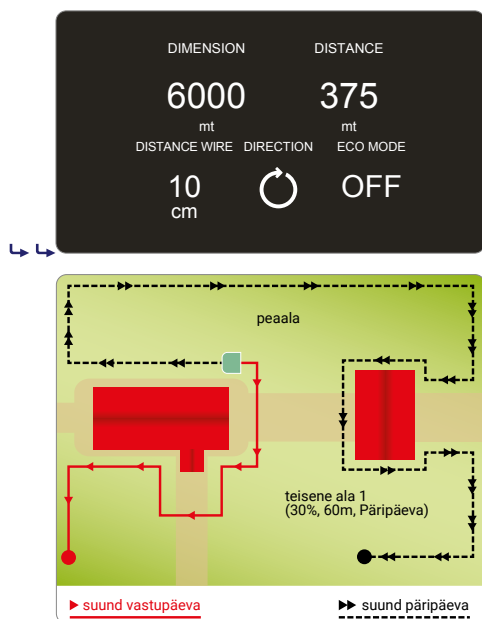 DIMENSION DISTANCE
6000 375
mt mt
DISTANCE WIRE DIRECTION ECO MODE
10 OFF
cm
peaala
teisene ala 1
(30%, 60m, Päripäeva)
suund vastupäeva suund päripäeva